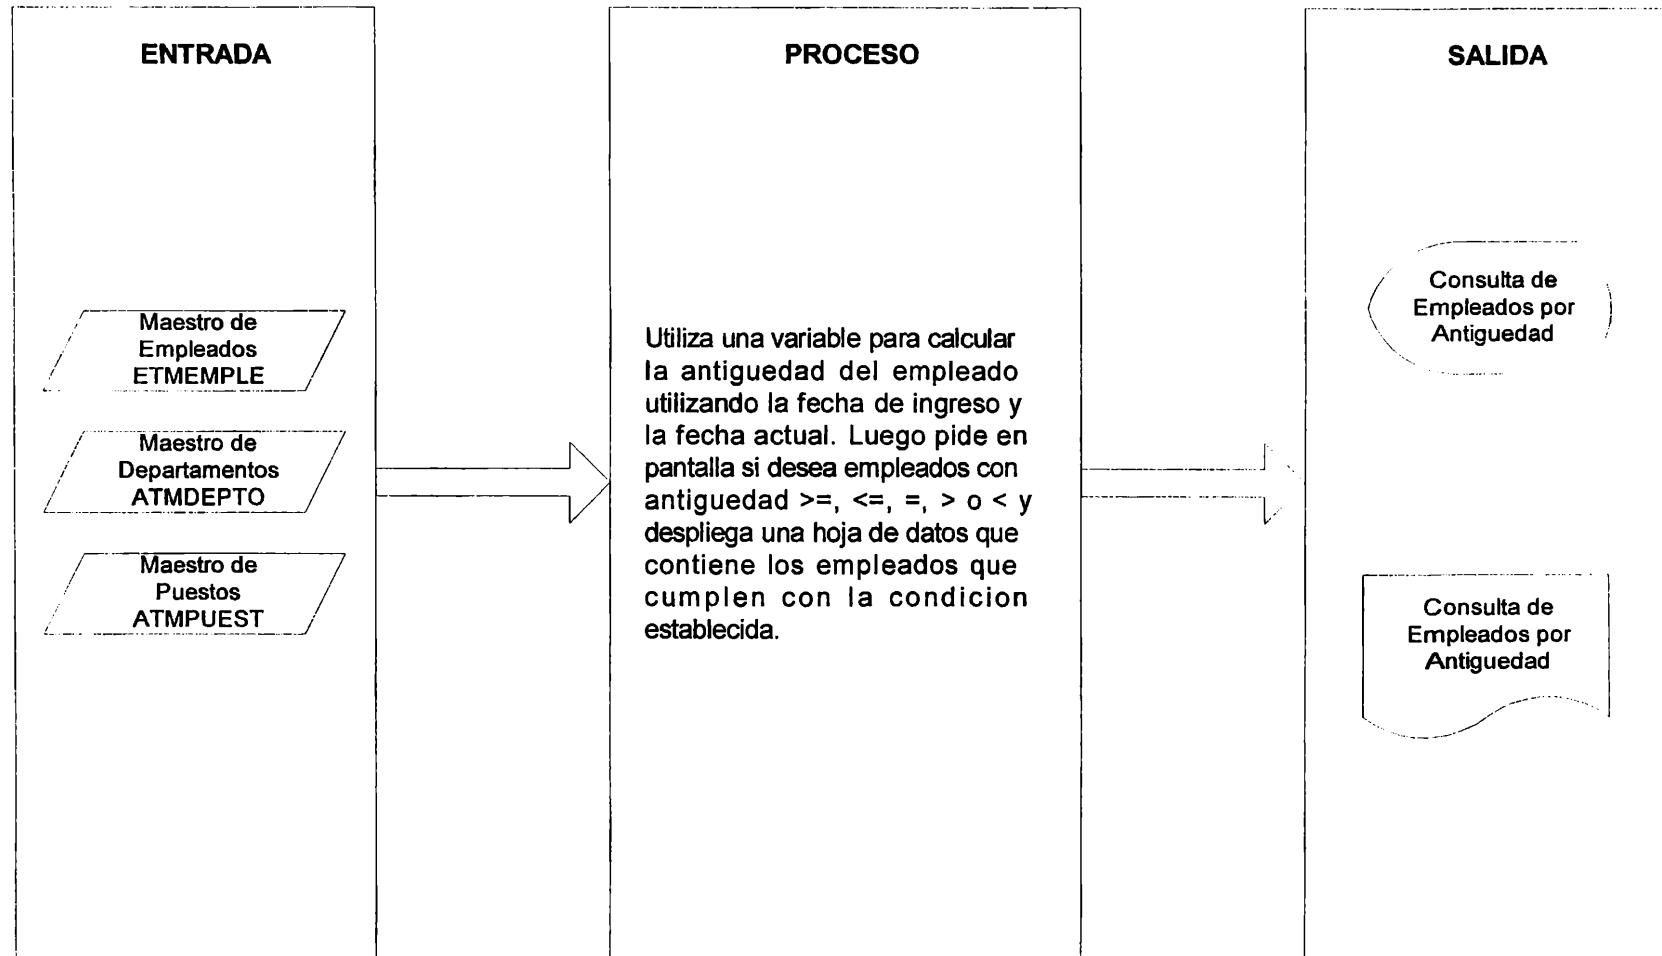 ENTRADA
Maestro de
Empleados
ETMEMPLE
Maestro de
Departamentos
ATMDEPTO
Maestro de
Puestos
ATMPUEST
PROCESO
Utiliza una variable para calcular
la antiguedad del empleado
utilizando la fecha de ingreso y
la fecha actual. Luego pide en
pantalla si desea empleados con
antiguedad >=, <=, =, > o < y
despliega una hoja de datos que
contiene los empleados que
cumplen con la condicion
establecida.
SALIDA
Consulta de
Empleados por
Antiguedad
Consulta de
Empleados por
Antiguedad